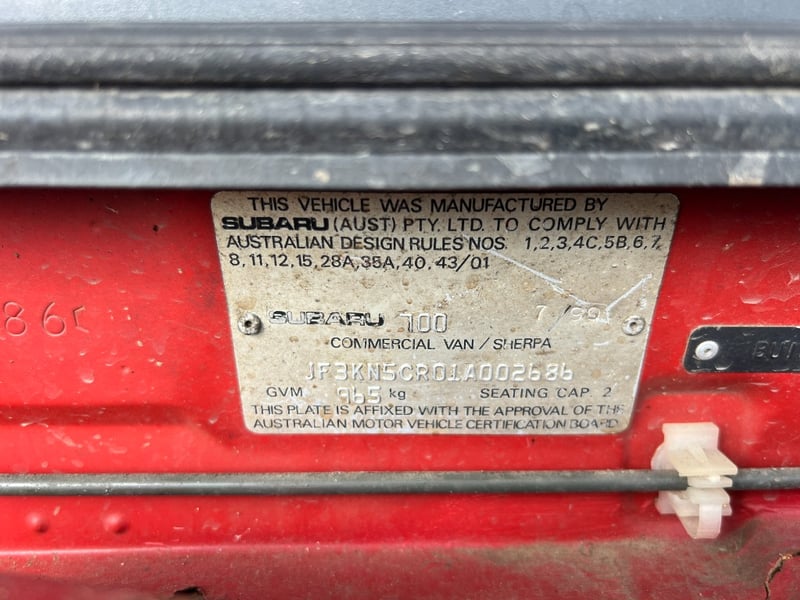 THIS VEHICLE WAS MANUFACTURED BY
SUBARU (AUST) PTY. LTD. TO COMPLY WITH
AUSTRALIAN DESIGN RULES NOS. 1,2,3,4C,5B,6,7,
8,11,12,15,28A,35A,40,43/01
SUBARU 700 7/991
COMMERCIAL VAN/SHERPA
JF3KN5CR01A002686
GVM 965 kg SEATING CAP. 2
THIS PLATE IS AFFIXED WITH THE APPROVAL OF THE
AUSTRALIAN MOTOR VEHICLE CERTIFICATION BOARD.